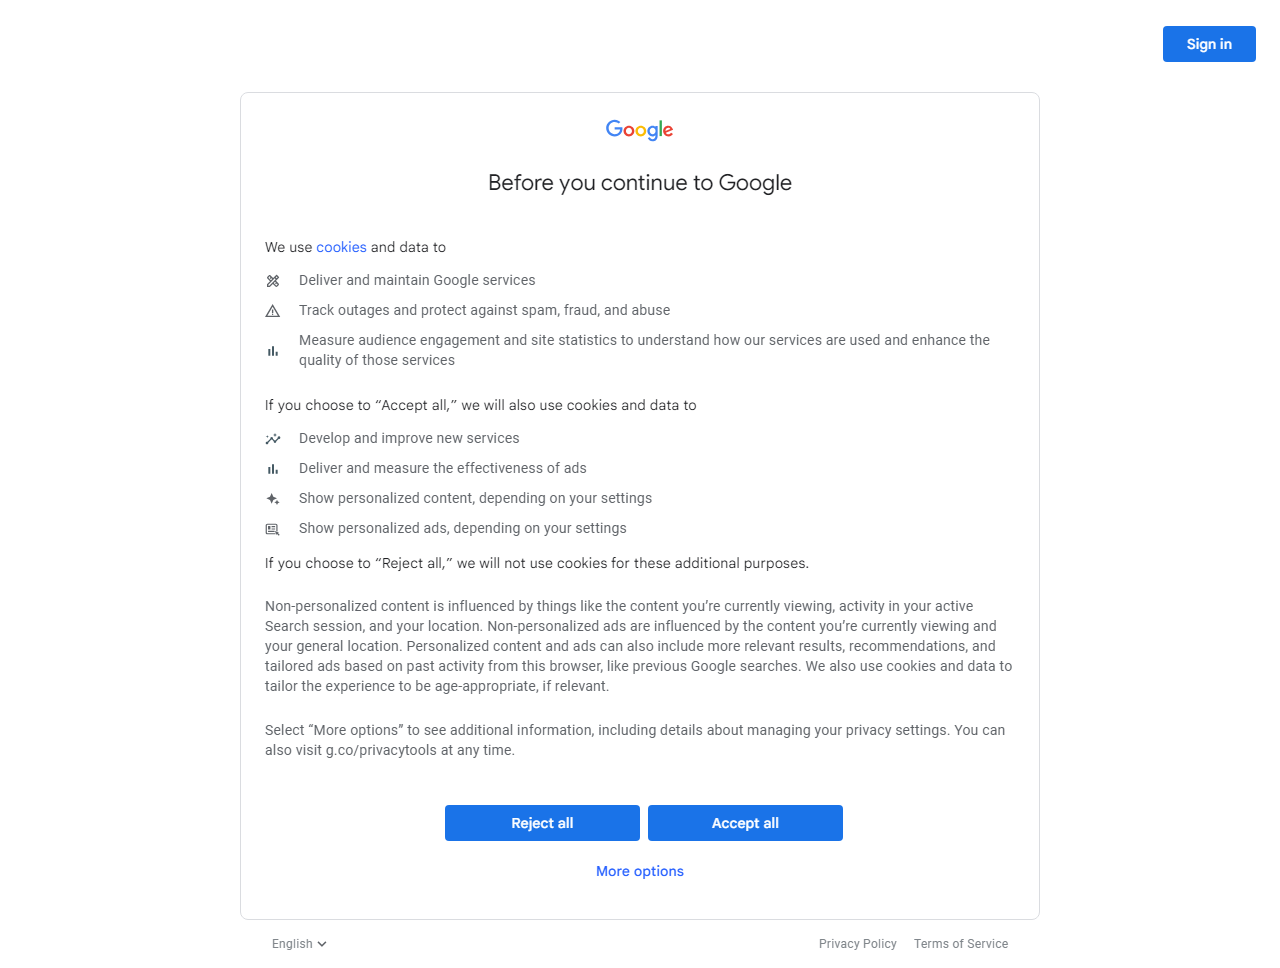 Sign in
Google
Before you continue to Google
We use cookies and data to
Deliver and maintain Google services
Track outages and protect against spam, fraud, and abuse
Measure audience engagement and site statistics to understand how our services are used and enhance the
quality of those services
If you choose to “Accept all,” we will also use cookies and data to
Develop and improve new services
Deliver and measure the effectiveness of ads
Show personalized content, depending on your settings
Show personalized ads, depending on your settings
If you choose to “Reject all,” we will not use cookies for these additional purposes.
Non-personalized content is influenced by things like the content you’re currently viewing, activity in your active
Search session, and your location. Non-personalized ads are influenced by the content you’re currently viewing and
your general location. Personalized content and ads can also include more relevant results, recommendations, and
tailored ads based on past activity from this browser, like previous Google searches. We also use cookies and data to
tailor the experience to be age-appropriate, if relevant.
Select “More options” to see additional information, including details about managing your privacy settings. You can
also visit g.co/privacytools at any time.
Reject all Accept all
More options
English Privacy Policy Terms of Service